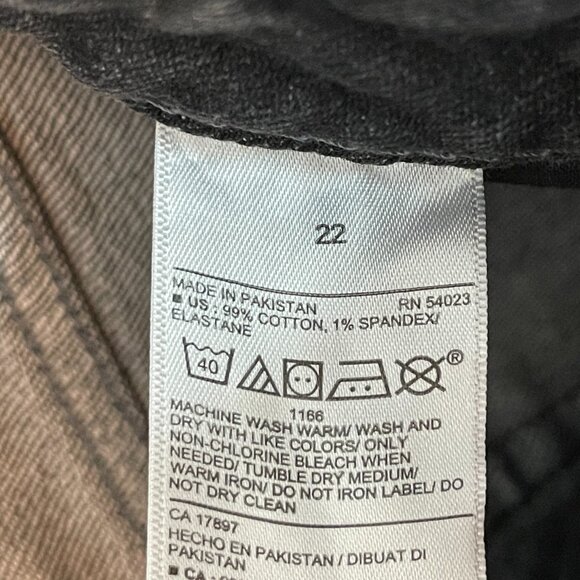 22
MADE IN PAKISTAN RN 54023
■ US : 99% COTTON, 1% SPANDEX/
ELASTANE
40 ®
1166
MACHINE WASH WARM/ WASH AND
DRY WITH LIKE COLORS/ ONLY
NON-CHLORINE BLEACH WHEN
NEEDED/ TUMBLE DRY MEDIUM/
WARM IRON/ DO NOT IRON LABEL/ DO
NOT DRY CLEAN
CA 17897
HECHO EN PAKISTAN / DIBUAT DI
PAKISTAN
■ CA :